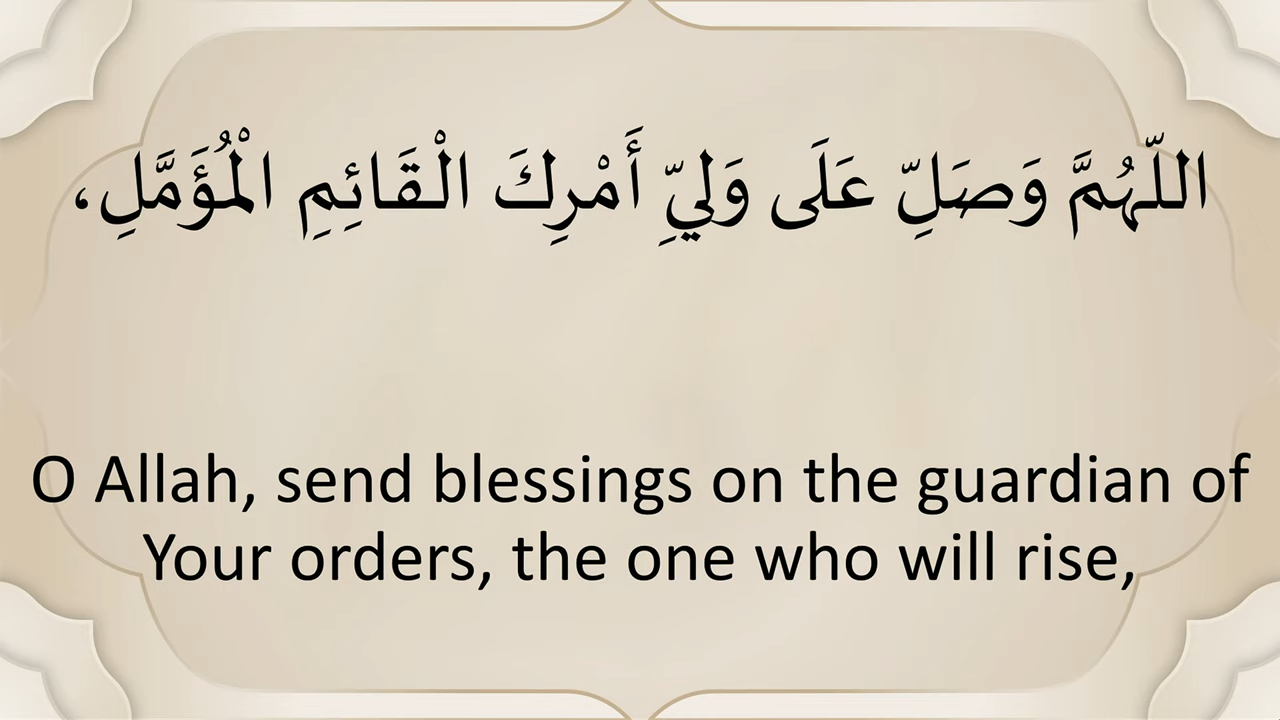 اللّهُمَّ وَصَلِّ عَلَى وَلِيِّ أَمْرِكَ الْقَائِمِ الْمُؤَمَّلِ،
O Allah, send blessings on the guardian of
Your orders, the one who will rise,